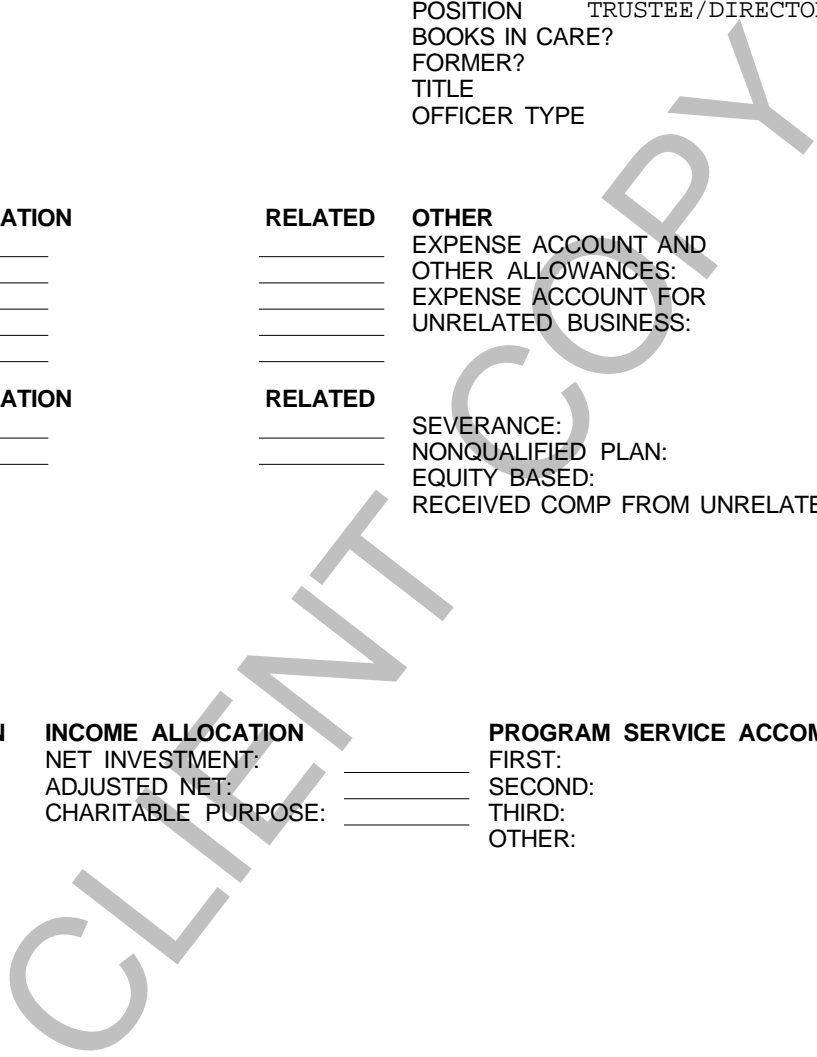 POSITION TRUSTEE/DIRECTOR
BOOKS IN CARE?
FORMER?
TITLE
OFFICER TYPE
ATION RELATED OTHER
EXPENSE ACCOUNT AND
OTHER ALLOWANCES:
EXPENSE ACCOUNT FOR
UNRELATED BUSINESS:
ATION RELATED
SEVERANCE:
NONQUALIFIED PLAN:
EQUITY BASED:
RECEIVED COMP FROM UNRELATE
INCOME ALLOCATION PROGRAM SERVICE ACCOM
NET INVESTMENT: FIRST:
ADJUSTED NET: SECOND:
CHARITABLE PURPOSE: THIRD:
OTHER:
CLIENT COPY